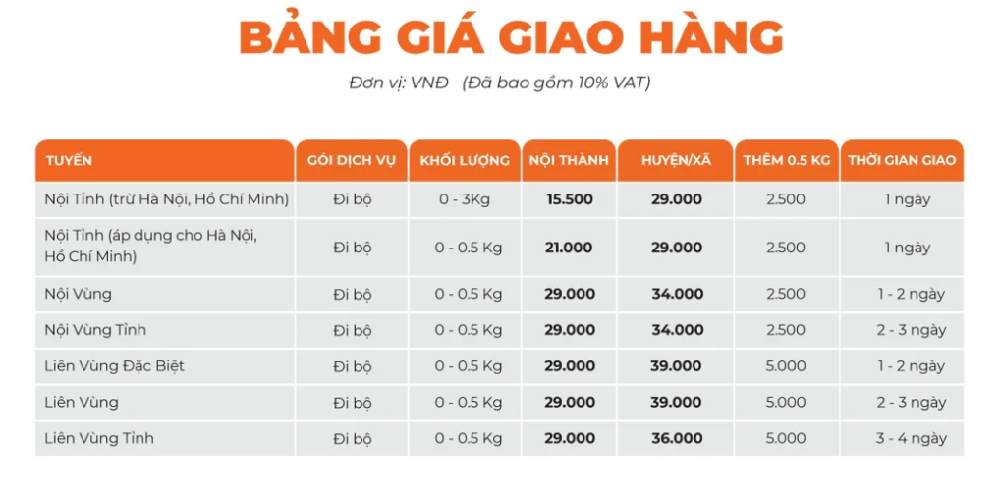 BẢNG GIÁ GIAO HÀNG
Đơn vị: VNĐ (Đã bao gồm 10% VAT)
TUYẾN GÓI DỊCH VỤ KHỐI LƯỢNG NỘI THÀNH HUYỆN/XÃ THÊM 0.5 KG THỜI GIAN GIAO
Nội Tỉnh (trừ Hà Nội, Hồ Chí Minh) Đi bộ 0 - 3Kg 15.500 29.000 2.500 1 ngày
Nội Tỉnh (áp dụng cho Hà Nội,
Hồ Chí Minh) Đi bộ 0 - 0.5 Kg 21.000 29.000 2.500 1 ngày
Nội Vùng Đi bộ 0 - 0.5 Kg 29.000 34.000 2.500 1 - 2 ngày
Nội Vùng Tỉnh Đi bộ 0 - 0.5 Kg 29.000 34.000 2.500 2 - 3 ngày
Liên Vùng Đặc Biệt Đi bộ 0 - 0.5 Kg 29.000 39.000 5.000 1 - 2 ngày
Liên Vùng Đi bộ 0 - 0.5 Kg 29.000 39.000 5.000 2 - 3 ngày
Liên Vùng Tỉnh Đi bộ 0 - 0.5 Kg 29.000 36.000 5.000 3 - 4 ngày